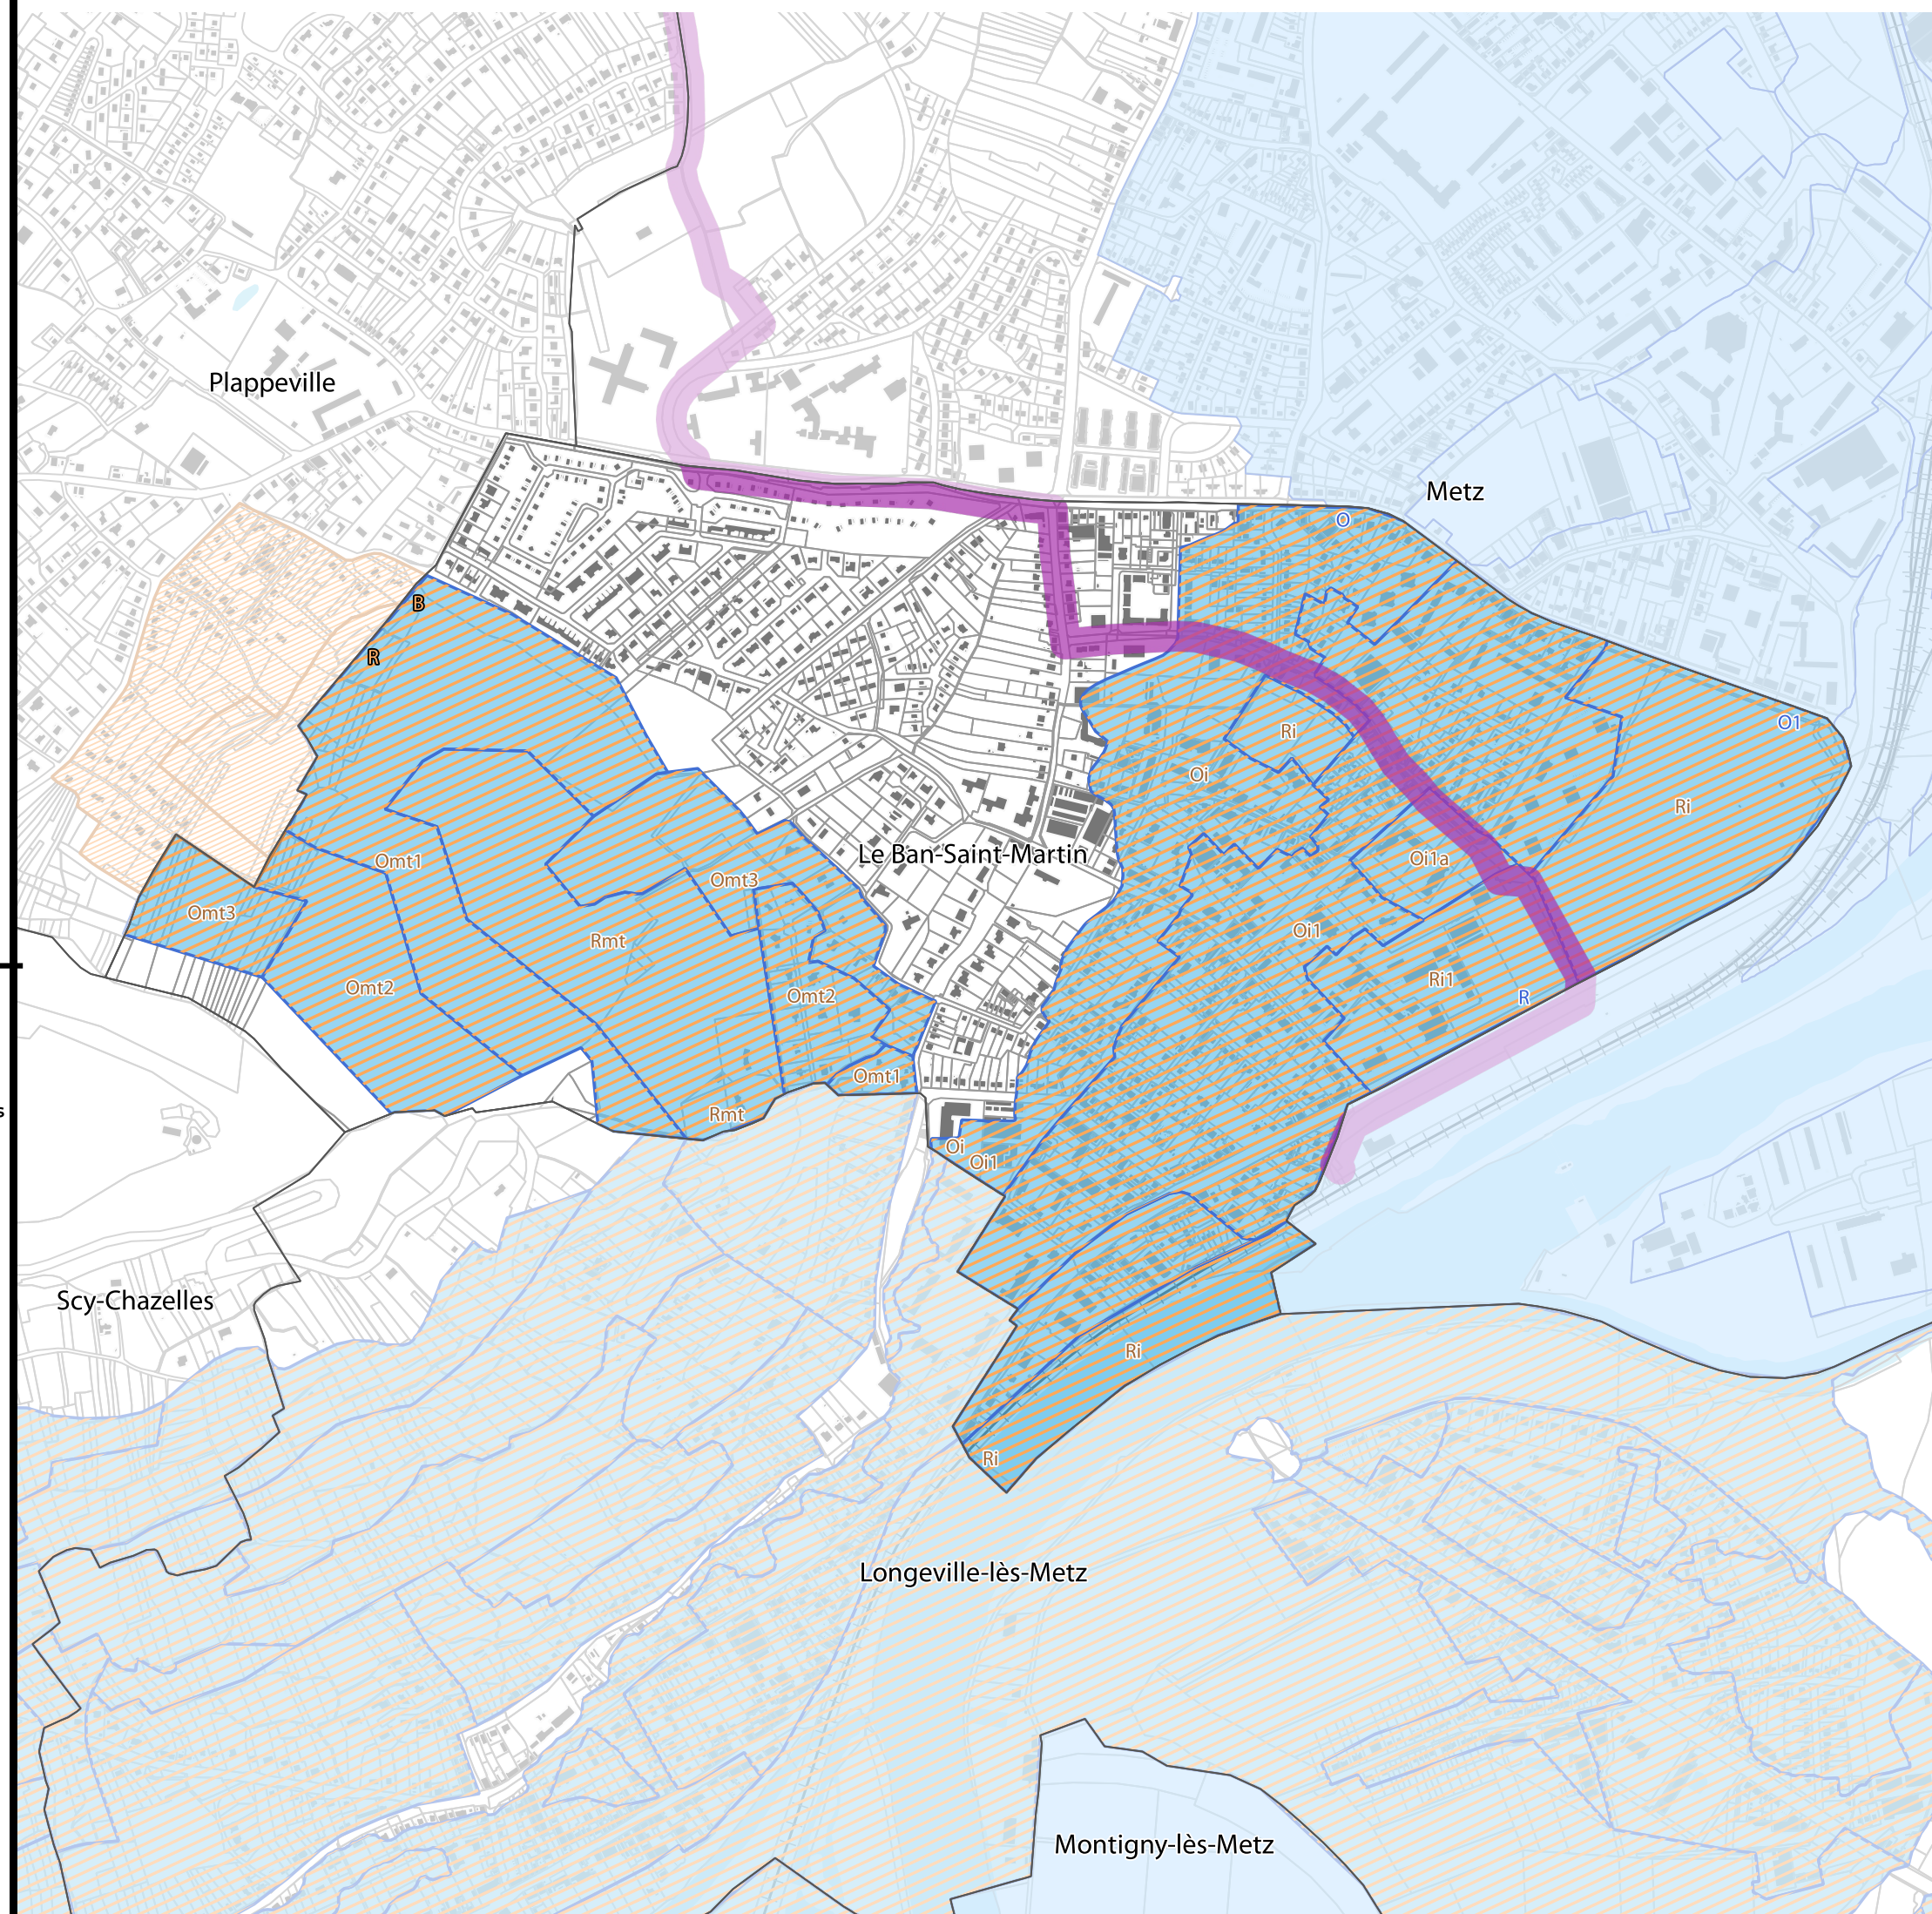 Plappeville
Metz
O
B
R
O1
Ri
Oi
Ri
Le Ban-Saint-Martin
Omt1
Oi1a
Omt3
Omt3
Oi1
Rmt
Ri1
Omt2
Omt2
R
Omt1
s
Rmt
Oi
Oi1
Scy-Chazelles
Ri
Ri
Longeville-lès-Metz
Montigny-lès-Metz